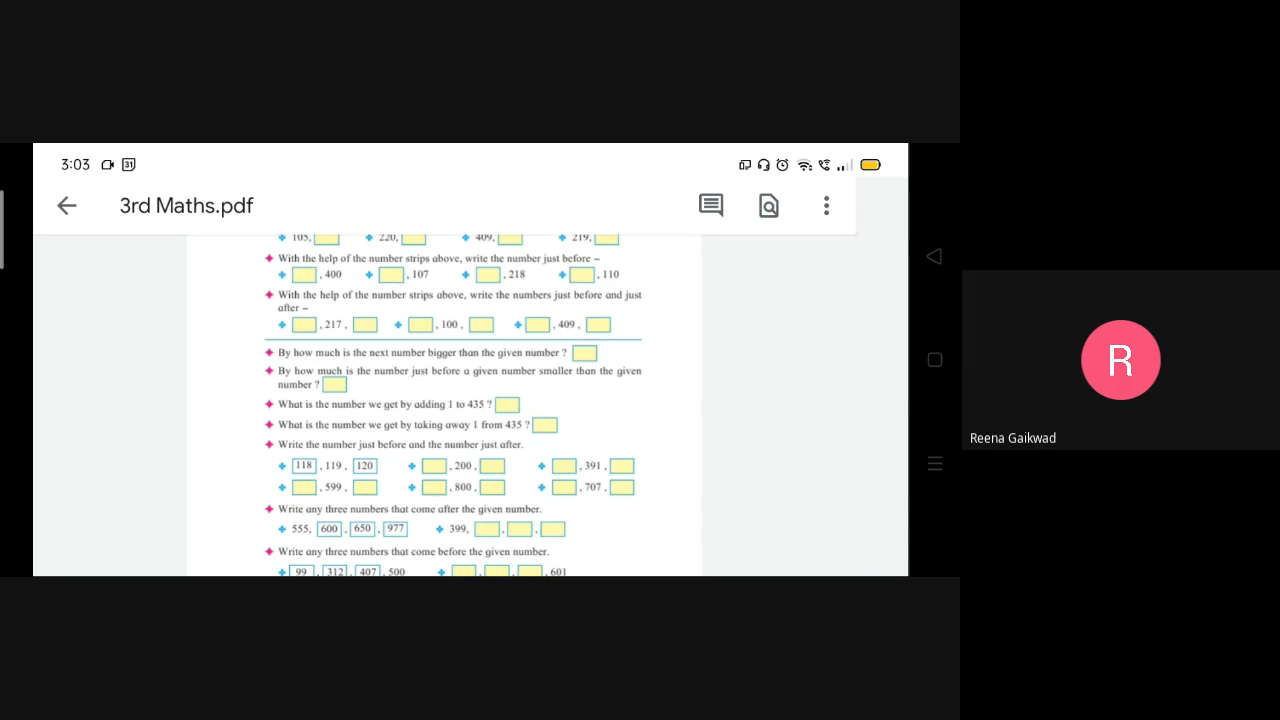 3:03 31
3rd Maths.pdf
105, 220, 409, 219,
With the help of the number strips above, write the number just before –
, 400 , 107 , 218 , 110
With the help of the number strips above, write the numbers just before and just
after –
, 217 , , 100 , , 409 ,
By how much is the next number bigger than the given number ?
By how much is the number just before a given number smaller than the given
number ?
What is the number we get by adding 1 to 435 ?
What is the number we get by taking away 1 from 435 ?
Write the number just before and the number just after.
118 , 119 , 120 , 200 , , 391 ,
, 599 , , 800 , , 707 ,
Write any three numbers that come after the given number.
555, 600 , 650 , 977 399, , ,
Write any three numbers that come before the given number.
99 , 312 , 407 , 500 , , , 601
R
Reena Gaikwad